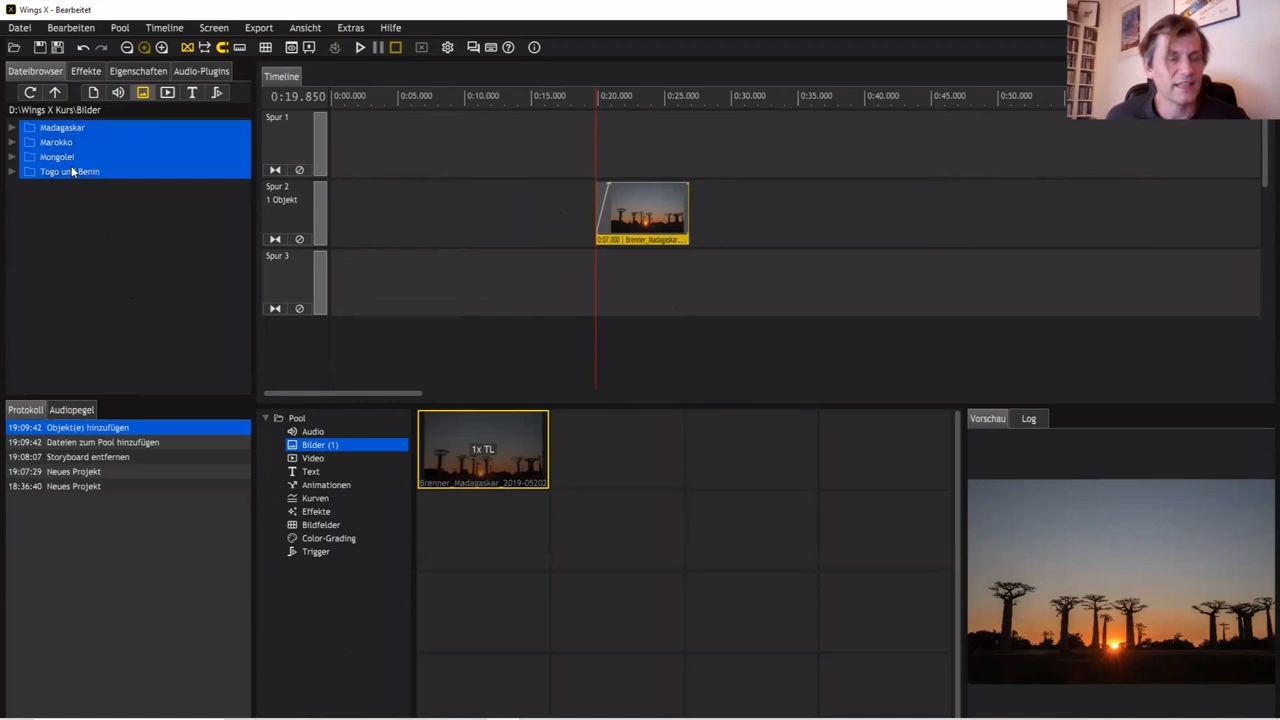 Wings X - Bearbeitet
Datei Bearbeiten Pool Timeline Screen Export Ansicht Extras Hilfe
Dateibrowser Effekte Eigenschaften Audio-Plugins
D:\Wings X Kurs\Bilder
Madagaskar
Marokko
Mongolei
Togo und Benin
Timeline
0:19.850 0:00.000 0:05.000 0:10.000 0:15.000 0:20.000 0:25.000 0:30.000 0:35.000 0:40.000 0:45.000 0:50.000
Spur 1
Spur 2
1 Objekt
0:07.000 | Brenner_Madagaskar...
Spur 3
Protokoll Audiopegel
19:09:42 Objekt(e) hinzufügen
19:09:42 Dateien zum Pool hinzufügen
19:08:07 Storyboard entfernen
19:07:29 Neues Projekt
18:36:40 Neues Projekt
Pool
Audio
Bilder (1)
Video
Text
Animationen
Kurven
Effekte
Bildfelder
Color-Grading
Trigger
1x TL
Brenner_Madagaskar_2019-05202
Vorschau Log